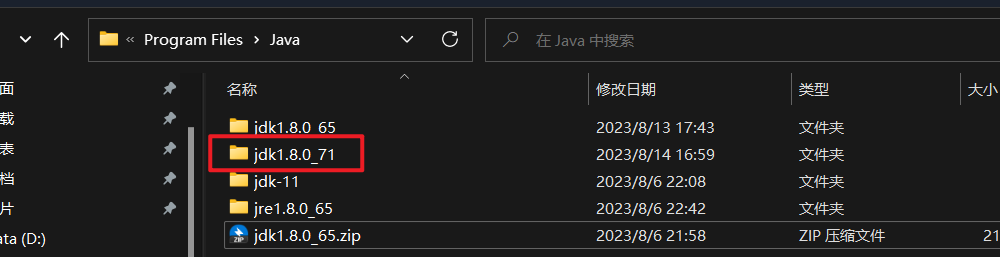 « Program Files > Java
在 Java 中搜索
名称 修改日期 类型 大小
面
载
表
档
片
ata (D:)
jdk1.8.0_65 2023/8/13 17:43 文件夹
jdk1.8.0_71 2023/8/14 16:59 文件夹
jdk-11 2023/8/6 22:08 文件夹
jre1.8.0_65 2023/8/6 22:42 文件夹
ZIP jdk1.8.0_65.zip 2023/8/6 21:58 ZIP 压缩文件 21